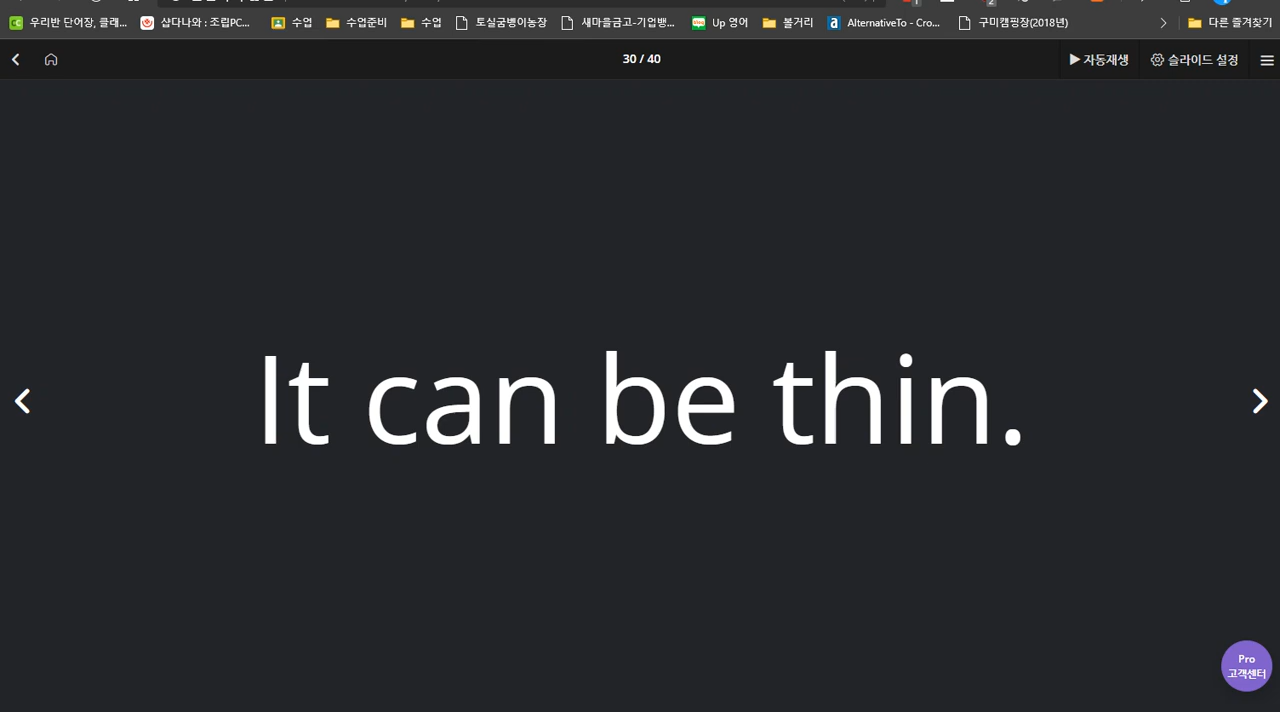 우리반 단어장, 클래... 샵다나와 : 조립PC... 수업 수업준비 수업 토실굼벵이농장 새마을금고-기업뱅... Up 영어 볼거리 AlternativeTo - Cro... 구미캠핑장(2018년) 다른 즐겨찾기
30 / 40 ▶ 자동재생 슬라이드 설정
It can be thin.
Pro
고객센터